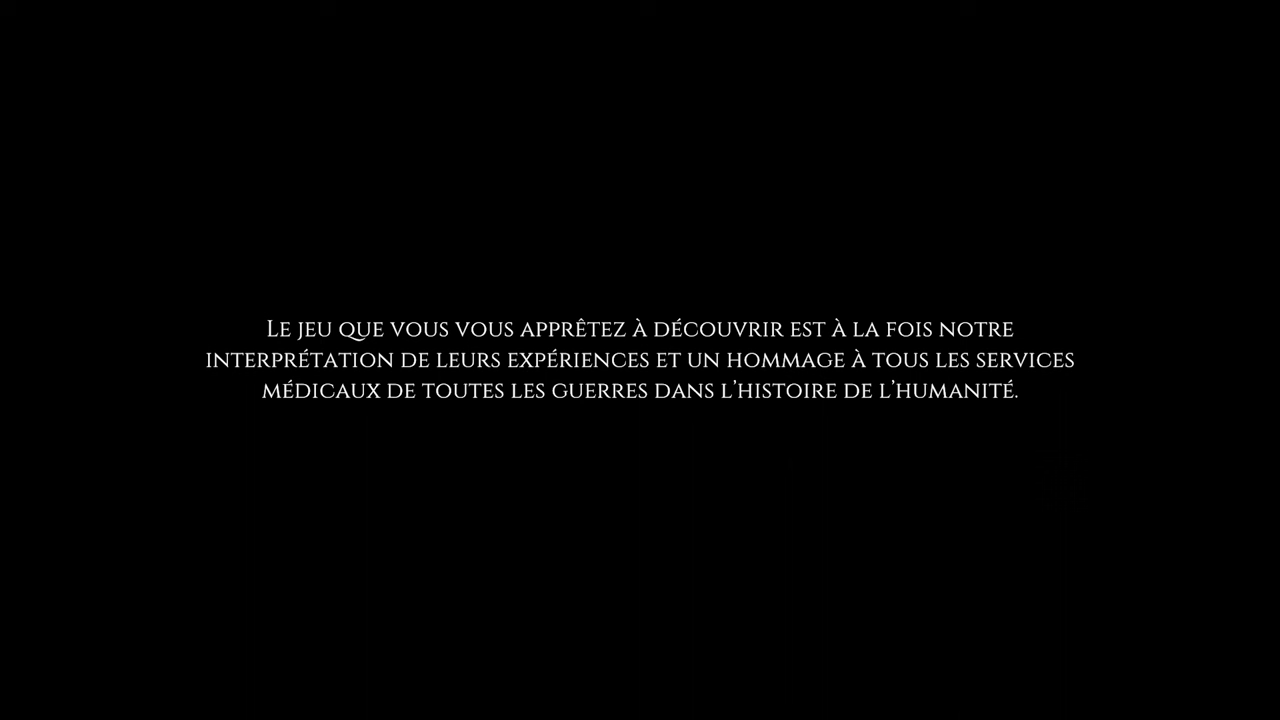 Le jeu que vous vous apprêtez à découvrir est à la fois notre
interprétation de leurs expériences et un hommage à tous les services
médicaux de toutes les guerres dans l’histoire de l’humanité.